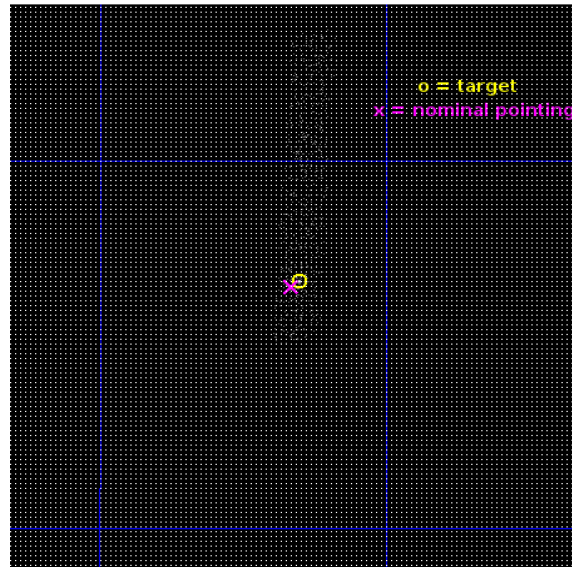 o = target
x = nominal pointing